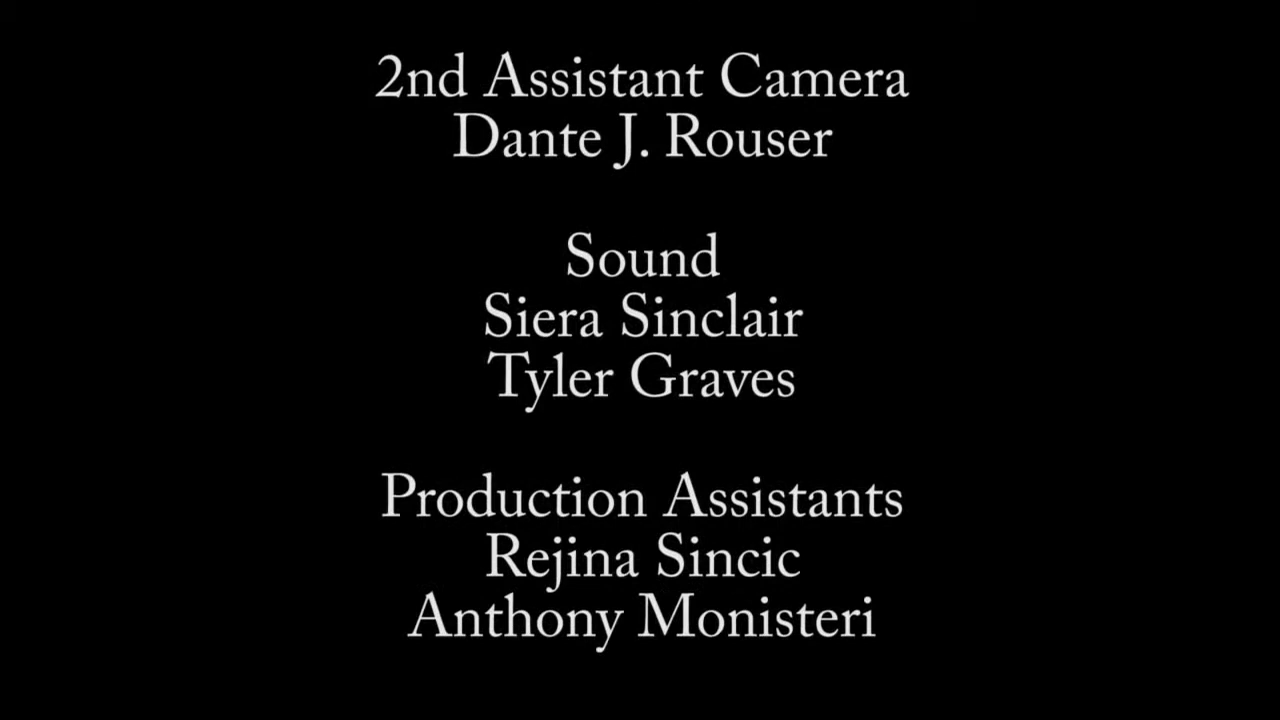 2nd Assistant Camera
Dante J. Rouser
Sound
Siera Sinclair
Tyler Graves
Production Assistants
Rejina Sincic
Anthony Monisteri